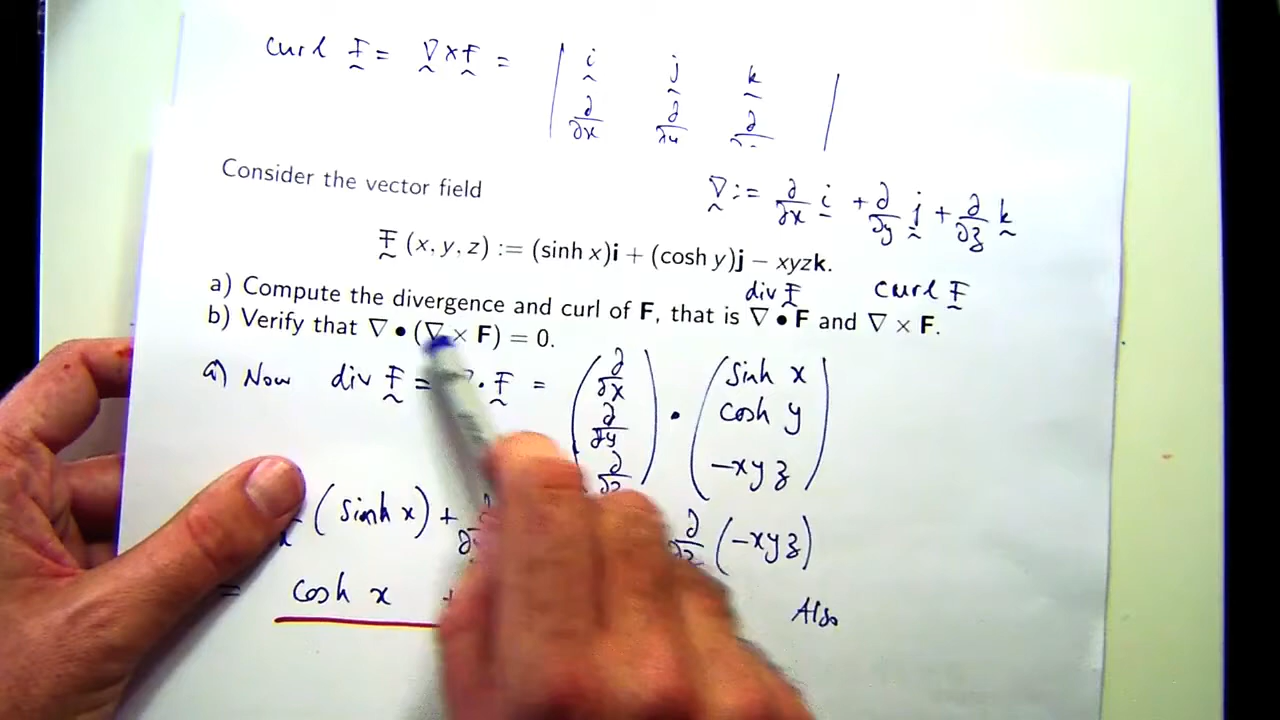 curl F = ∇ × F = | i j k
∂/∂x ∂/∂y ∂ |
Consider the vector field
∇ := ∂/∂x i + ∂/∂y j + ∂/∂z k
F (x, y, z) := (sinh x)i + (cosh y)j − xyzk.
div F curl F
a) Compute the divergence and curl of F, that is ∇ • F and ∇ × F.
b) Verify that ∇ • (∇ × F) = 0.
a) Now div F = · F = ( ∂/∂x ∂/∂y ∂/∂z ) • ( sinh x cosh y −xyz )
(sinh x) + ∂/∂z (−xyz)
= cosh x +
Also